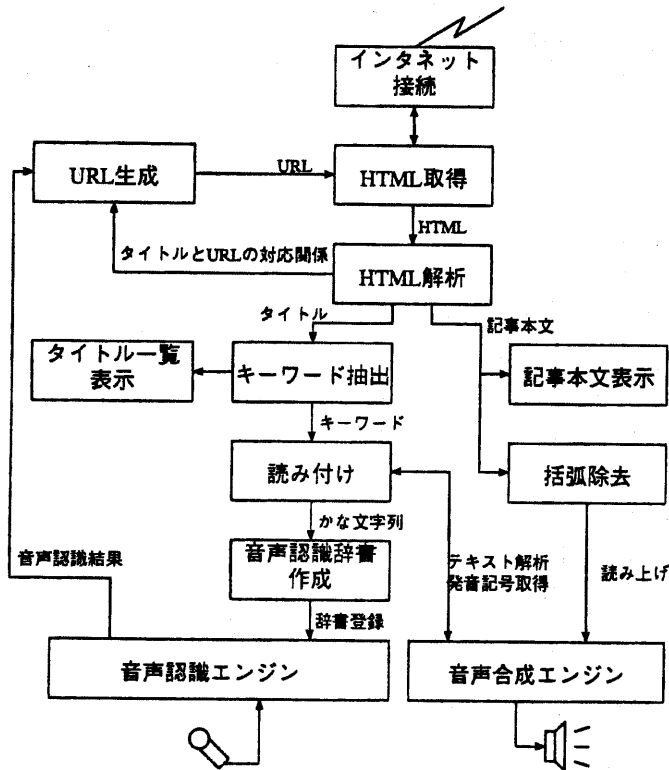 インタネット
接続
URL生成
URL
HTML取得
HTML
タイトルとURLの対応関係
HTML解析
タイトル
記事本文
タイトル一覧
表示
キーワード抽出
記事本文表示
キーワード
読み付け
括弧除去
かな文字列
音声認識結果
音声認識辞書
作成
テキスト解析
発音記号取得
読み上げ
辞書登録
音声認識エンジン
音声合成エンジン